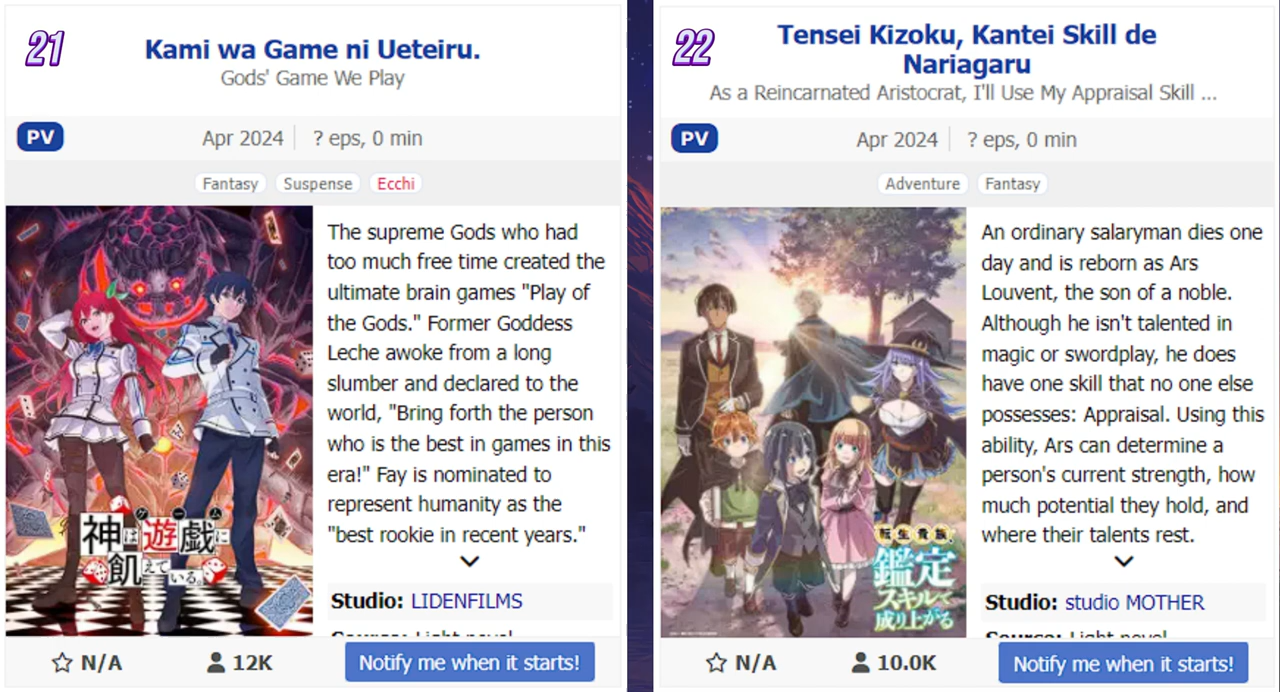 21
Kami wa Game ni Ueteiru.
Gods' Game We Play
PV
Apr 2024
? eps, 0 min
Fantasy
Suspense
Ecchi
The supreme Gods who had
too much free time created the
ultimate brain games "Play of
the Gods." Former Goddess
Leche awoke from a long
slumber and declared to the
world, "Bring forth the person
who is the best in games in this
era!" Fay is nominated to
represent humanity as the
"best rookie in recent years."
ゲーム
神は遊戯に
飢えている。
Studio: LIDENFILMS
Source: Light novel
N/A
12K
Notify me when it starts!
22
Tensei Kizoku, Kantei Skill de
Nariagaru
As a Reincarnated Aristocrat, I'll Use My Appraisal Skill ...
PV
Apr 2024
? eps, 0 min
Adventure
Fantasy
An ordinary salaryman dies one
day and is reborn as Ars
Louvent, the son of a noble.
Although he isn't talented in
magic or swordplay, he does
have one skill that no one else
possesses: Appraisal. Using this
ability, Ars can determine a
person's current strength, how
much potential they hold, and
where their talents rest.
転生貴族、
鑑定
スキルで
成り上がる
Studio: studio MOTHER
Source: Light novel
N/A
10.0K
Notify me when it starts!